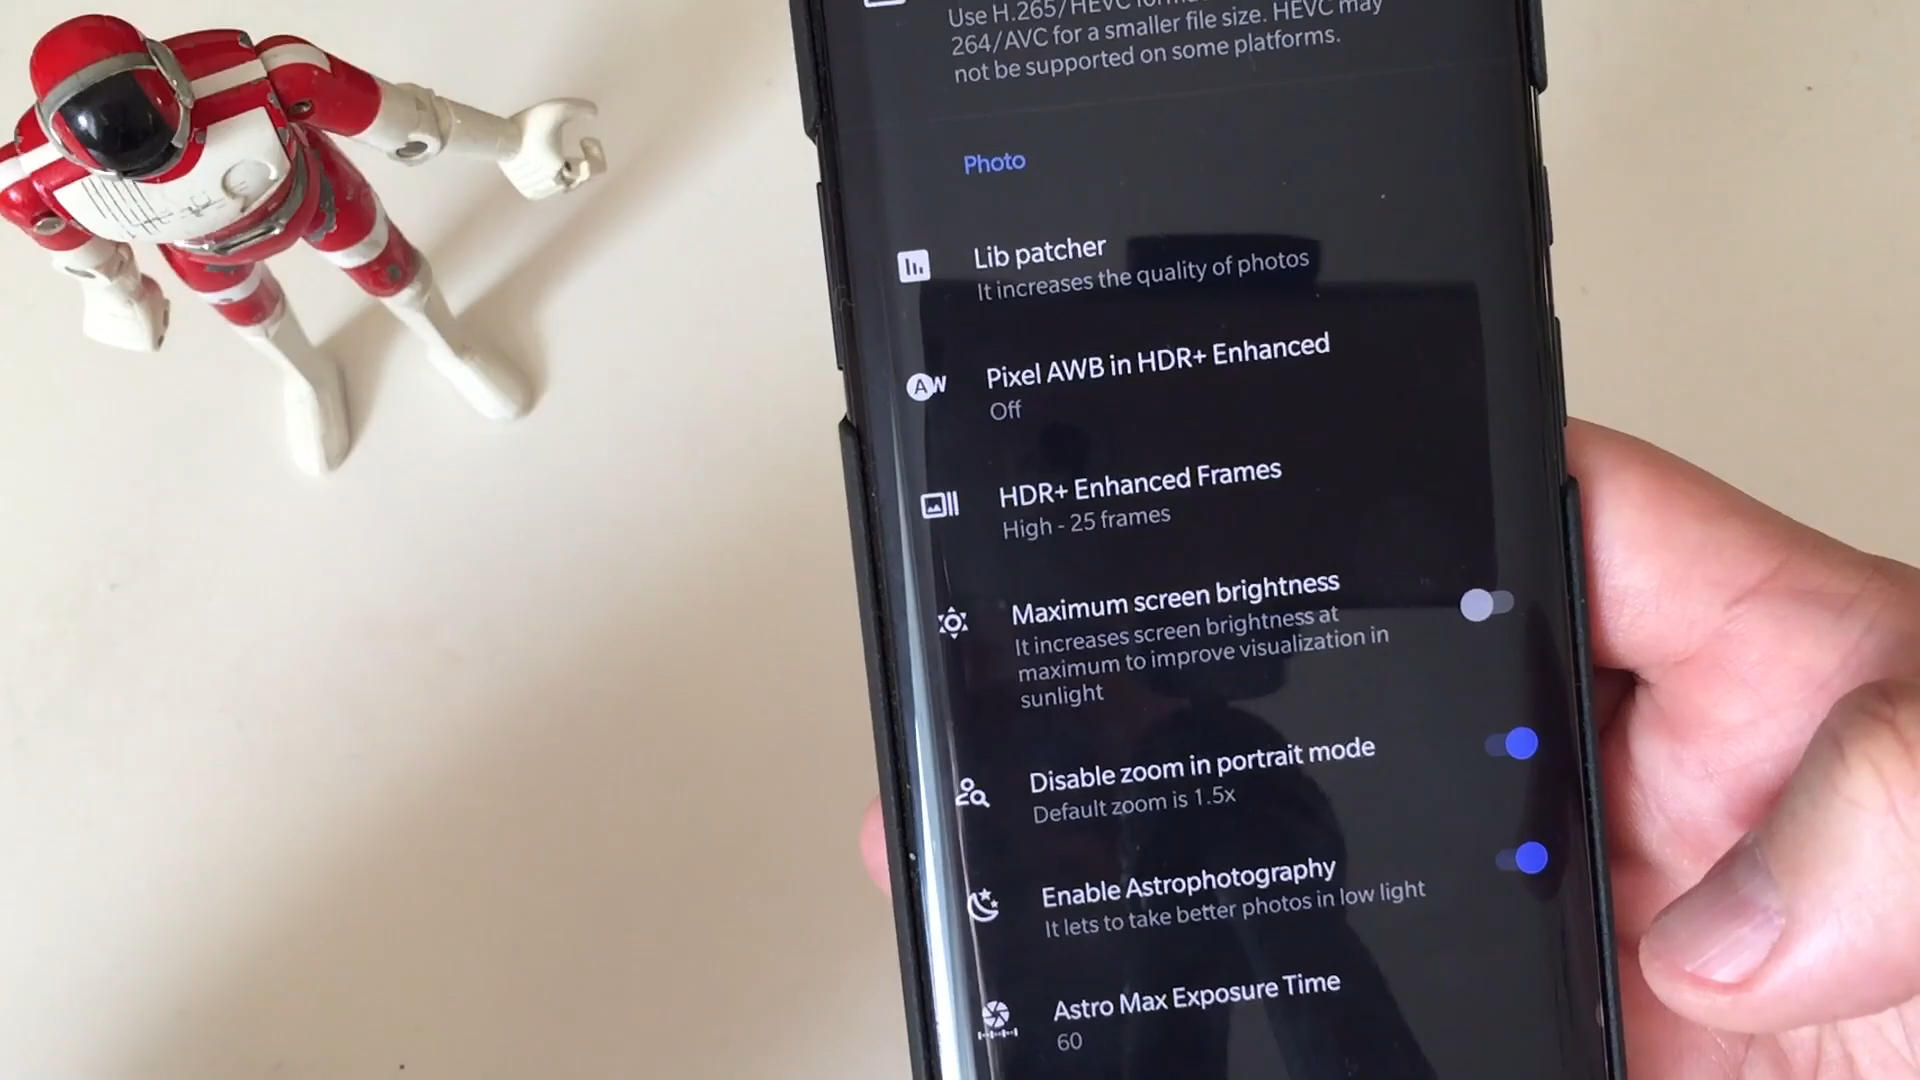 Use H.265/HEVC
264/AVC for a smaller file size. HEVC may
not be supported on some platforms.
Photo
Lib patcher
It increases the quality of photos
Pixel AWB in HDR+ Enhanced
Off
HDR+ Enhanced Frames
High - 25 frames
Maximum screen brightness
It increases screen brightness at
maximum to improve visualization in
sunlight
Disable zoom in portrait mode
Default zoom is 1.5x
Enable Astrophotography
It lets to take better photos in low light
Astro Max Exposure Time
60